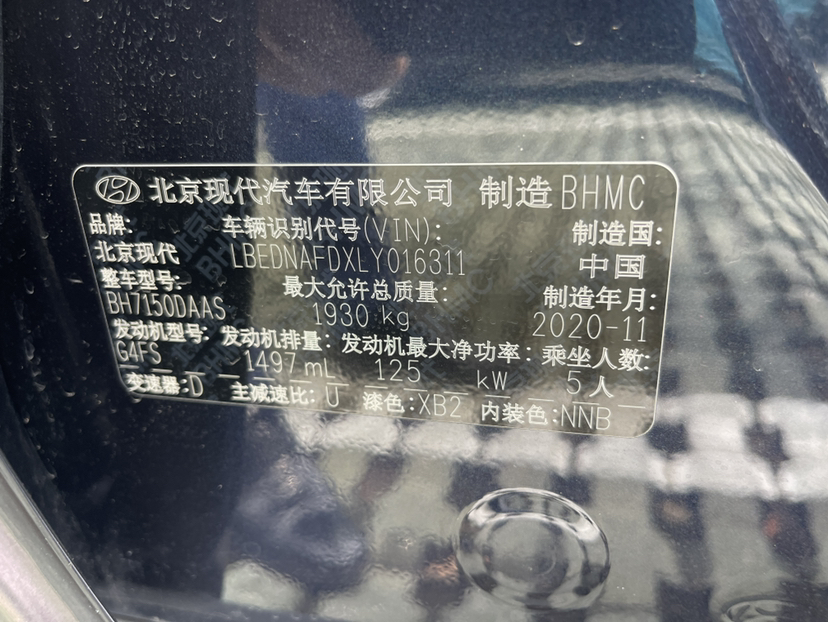 北京现代汽车有限公司 制造 BHMC
品牌: 车辆识别代号(VIN): 制造国:
北京现代 LBEDNAFDXLY016311 中国
整车型号: 最大允许总质量: 制造年月:
BH7150DAAS 1930 kg 2020-11
发动机型号: 发动机排量: 发动机最大净功率: 乘坐人数:
G4FS 1497 mL 125 kW 5 人
变速器:D 主减速比: U 漆色:XB2 内装色:NNB